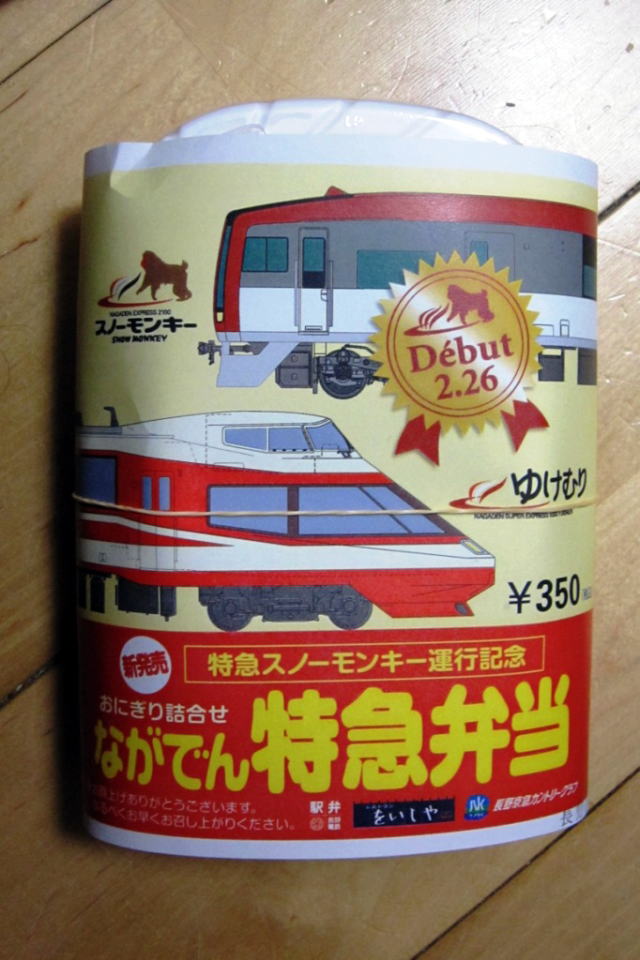 NAGADEN EXPRESS 2100
スノーモンキー
SNOW MONKEY
Début
2.26
ゆけむり
NAGADEN SUPER EXPRESS
¥350
新発売
特急スノーモンキー運行記念
おにぎり詰合せ
ながでん特急弁当
お買上げありがとうございます。
なるべくお早くお召し上がりください。
駅弁
をいしや
長野京急カントリークラブ